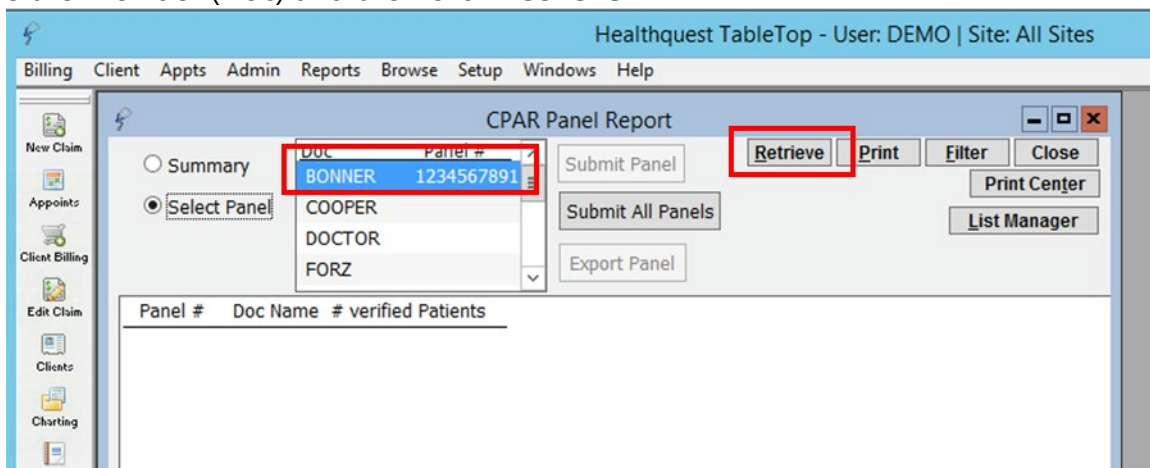 Healthquest TableTop - User: DEMO | Site: All Sites
Billing Client Appts Admin Reports Browse Setup Windows Help
CPAR Panel Report
New Claim
Appoints
Client Billing
Edit Claim
Clients
Charting
Summary
Select Panel
Doc Panel #
BONNER 1234567891
COOPER
DOCTOR
FORZ
Submit Panel
Submit All Panels
Export Panel
Retrieve Print Filter Close
Print Center
List Manager
Panel # Doc Name # verified Patients